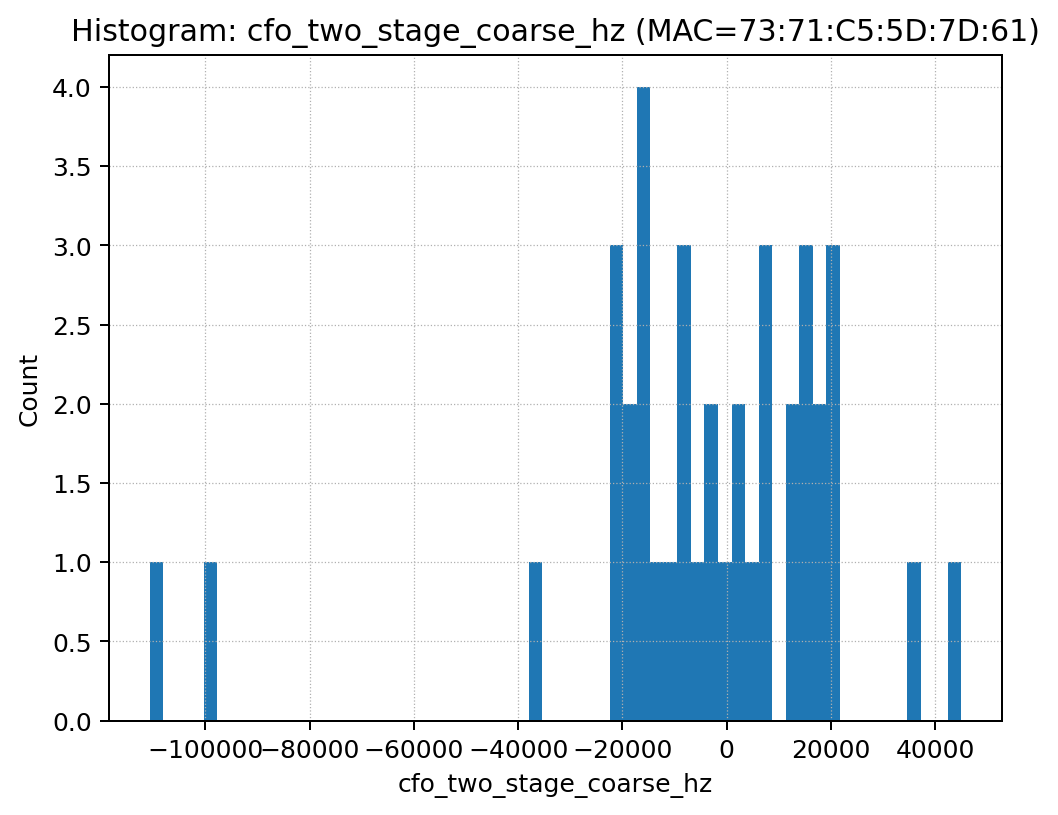 Histogram: cfo_two_stage_coarse_hz (MAC=73:71:C5:5D:7D:61)
4.0
3.5
3.0
2.5
2.0
1.5
1.0
0.5
0.0
Count
−100000 −80000 −60000 −40000 −20000 0 20000 40000
cfo_two_stage_coarse_hz